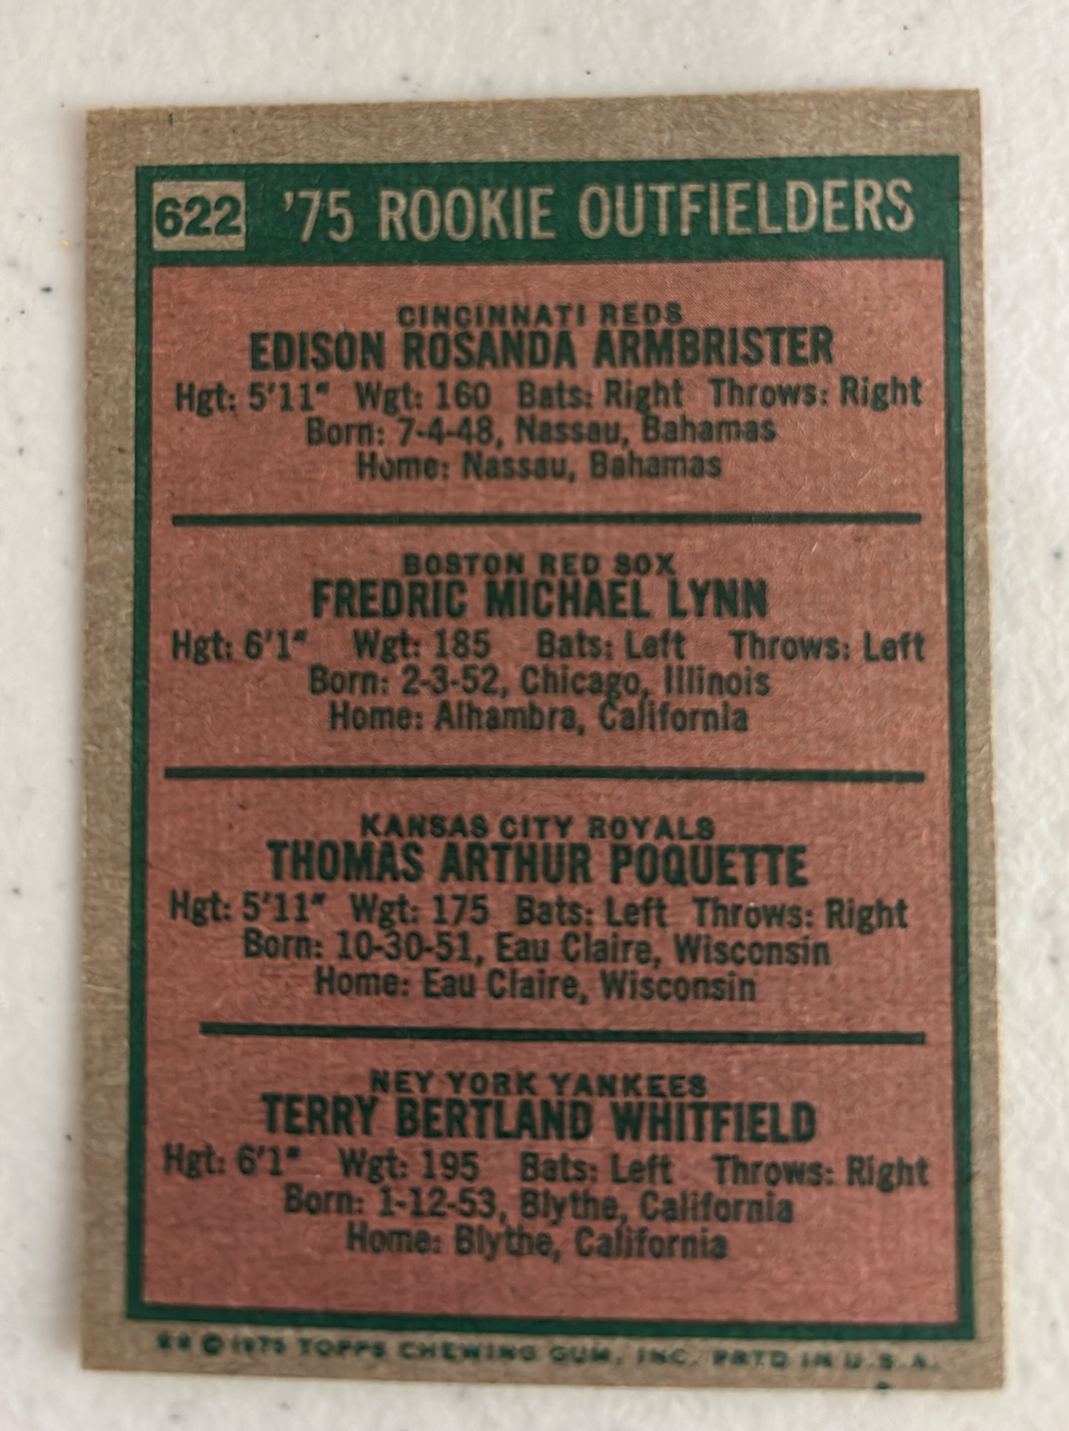 622 '75 ROOKIE OUTFIELDERS
CINCINNATI REDS
EDISON ROSANDA ARMBRISTER
Hgt: 5'11" Wgt: 160 Bats: Right Throws: Right
Born: 7-4-48, Nassau, Bahamas
Home: Nassau, Bahamas
BOSTON RED SOX
FREDRIC MICHAEL LYNN
Hgt: 6'1" Wgt: 185 Bats: Left Throws: Left
Born: 2-3-52, Chicago, Illinois
Home: Alhambra, California
KANSAS CITY ROYALS
THOMAS ARTHUR POQUETTE
Hgt: 5'11" Wgt: 175 Bats: Left Throws: Right
Born: 10-30-51, Eau Claire, Wisconsin
Home: Eau Claire, Wisconsin
NEY YORK YANKEES
TERRY BERTLAND WHITFIELD
Hgt: 6'1" Wgt: 195 Bats: Left Throws: Right
Born: 1-12-53, Blythe, California
Home: Blythe, California
© 1975 TOPPS CHEWING GUM, INC. PRTD IN U.S.A.